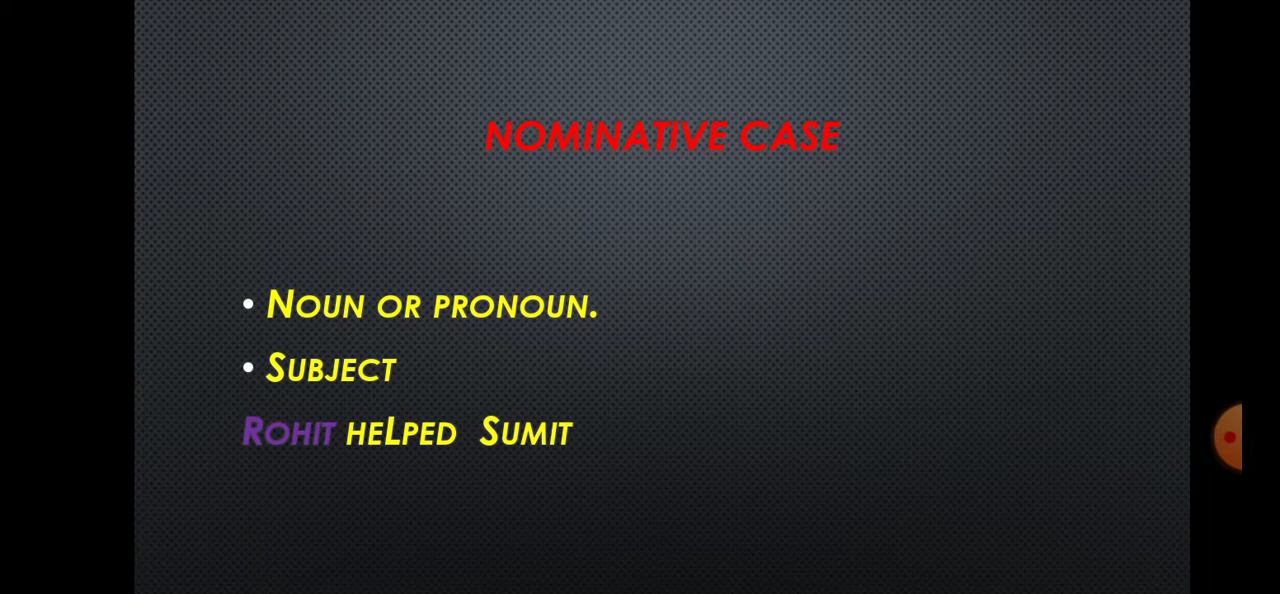 NOMINATIVE CASE
• NOUN OR PRONOUN.
• SUBJECT
ROHIT HELPED SUMIT